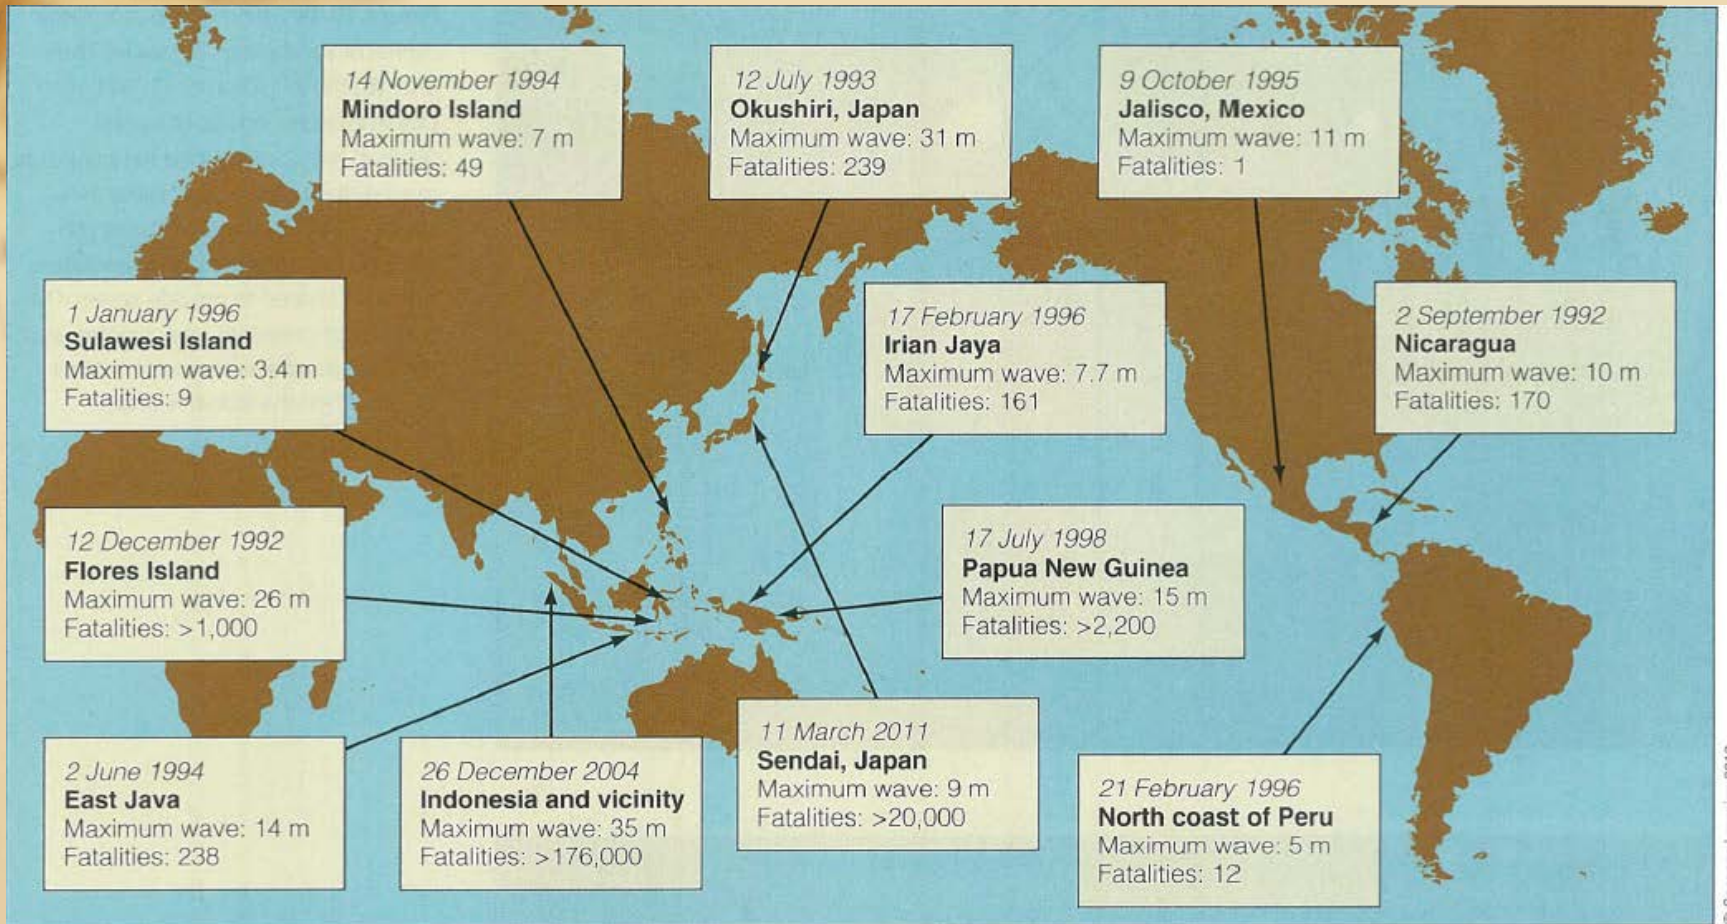 14 November 1994
Mindoro Island
Maximum wave: 7 m
Fatalities: 49
12 July 1993
Okushiri, Japan
Maximum wave: 31 m
Fatalities: 239
9 October 1995
Jalisco, Mexico
Maximum wave: 11 m
Fatalities: 1
1 January 1996
Sulawesi Island
Maximum wave: 3.4 m
Fatalities: 9
17 February 1996
Irian Jaya
Maximum wave: 7.7 m
Fatalities: 161
2 September 1992
Nicaragua
Maximum wave: 10 m
Fatalities: 170
12 December 1992
Flores Island
Maximum wave: 26 m
Fatalities: >1,000
17 July 1998
Papua New Guinea
Maximum wave: 15 m
Fatalities: >2,200
2 June 1994
East Java
Maximum wave: 14 m
Fatalities: 238
26 December 2004
Indonesia and vicinity
Maximum wave: 35 m
Fatalities: >176,000
11 March 2011
Sendai, Japan
Maximum wave: 9 m
Fatalities: >20,000
21 February 1996
North coast of Peru
Maximum wave: 5 m
Fatalities: 12